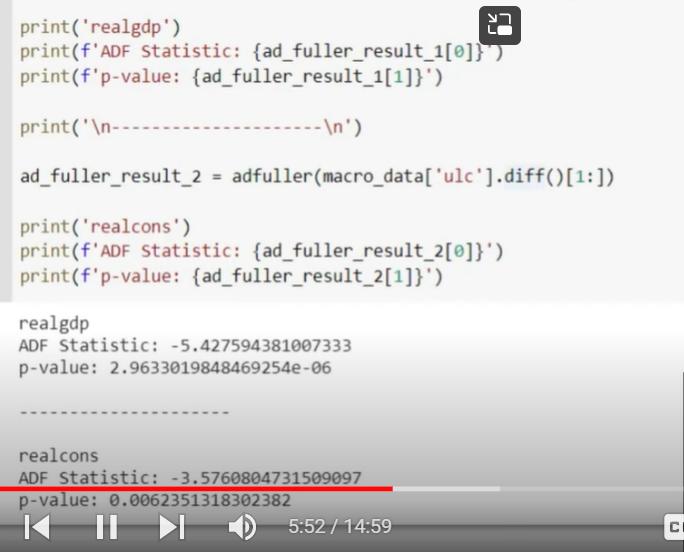 print('realgdp')
print(f'ADF Statistic: {ad_fuller_result_1[0]}')
print(f'p-value: {ad_fuller_result_1[1]}')
print('\n---------------------\n')
ad_fuller_result_2 = adfuller(macro_data['ulc'].diff()[1:])
print('realcons')
print(f'ADF Statistic: {ad_fuller_result_2[0]}')
print(f'p-value: {ad_fuller_result_2[1]}')
realgdp
ADF Statistic: -5.427594381007333
p-value: 2.9633019848469254e-06
---------------------
realcons
ADF Statistic: -3.5760804731509097
p-value: 0.0062351318302382
5:52 / 14:59